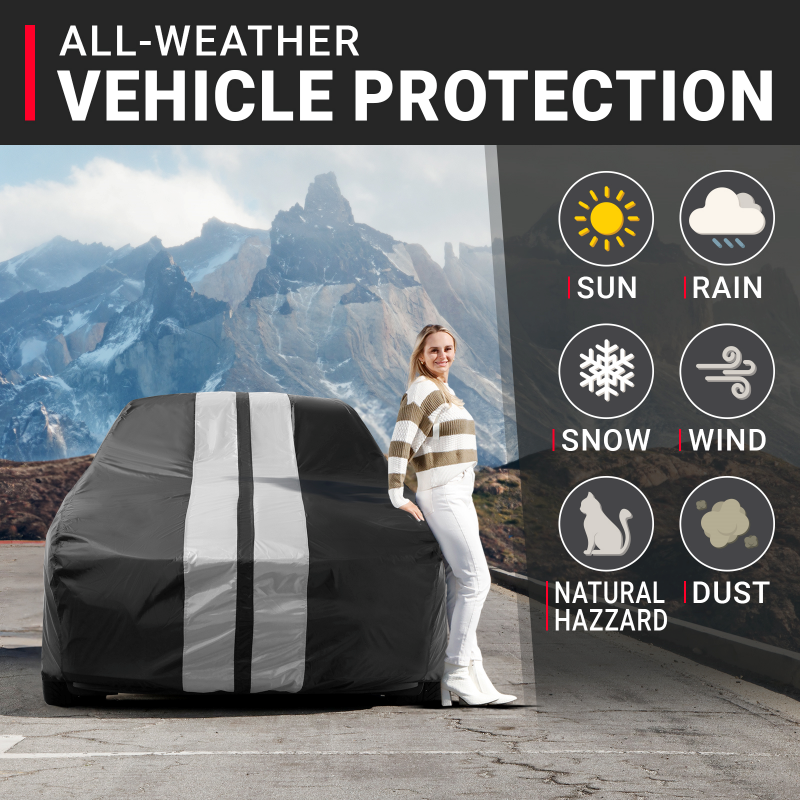 ALL-WEATHER
VEHICLE PROTECTION
SUN
RAIN
SNOW
WIND
NATURAL
HAZZARD
DUST